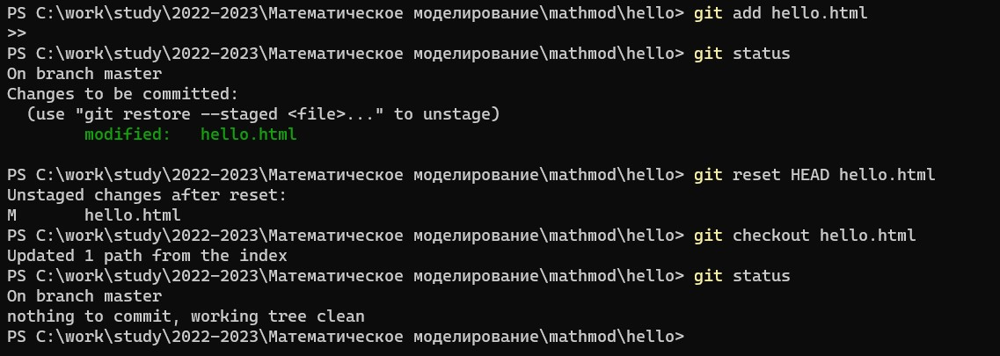 PS C:\work\study\2022-2023\Математическое моделирование\mathmod\hello> git add hello.html
>>
PS C:\work\study\2022-2023\Математическое моделирование\mathmod\hello> git status
On branch master
Changes to be committed:
  (use "git restore --staged <file>..." to unstage)
        modified:   hello.html

PS C:\work\study\2022-2023\Математическое моделирование\mathmod\hello> git reset HEAD hello.html
Unstaged changes after reset:
M       hello.html
PS C:\work\study\2022-2023\Математическое моделирование\mathmod\hello> git checkout hello.html
Updated 1 path from the index
PS C:\work\study\2022-2023\Математическое моделирование\mathmod\hello> git status
On branch master
nothing to commit, working tree clean
PS C:\work\study\2022-2023\Математическое моделирование\mathmod\hello>